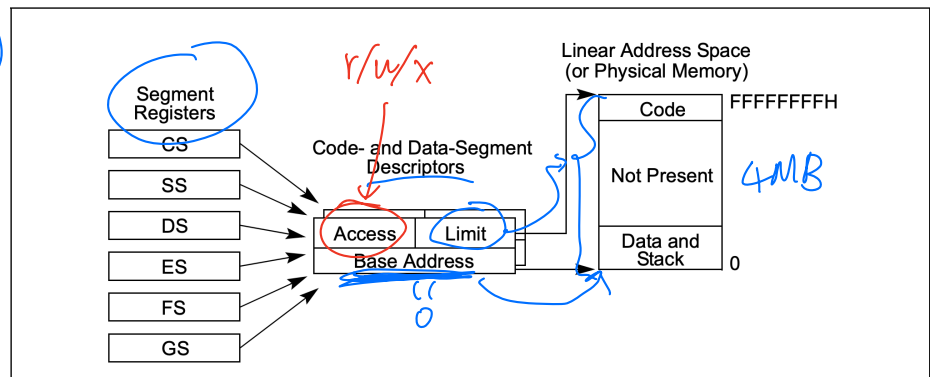 r/w/x
Linear Address Space
(or Physical Memory)
Segment
Registers
CS
SS
DS
ES
FS
GS
Code- and Data-Segment
Descriptors
Access
Limit
Base Address
0
Code
FFFFFFFFH
Not Present
4MB
Data and
Stack
0